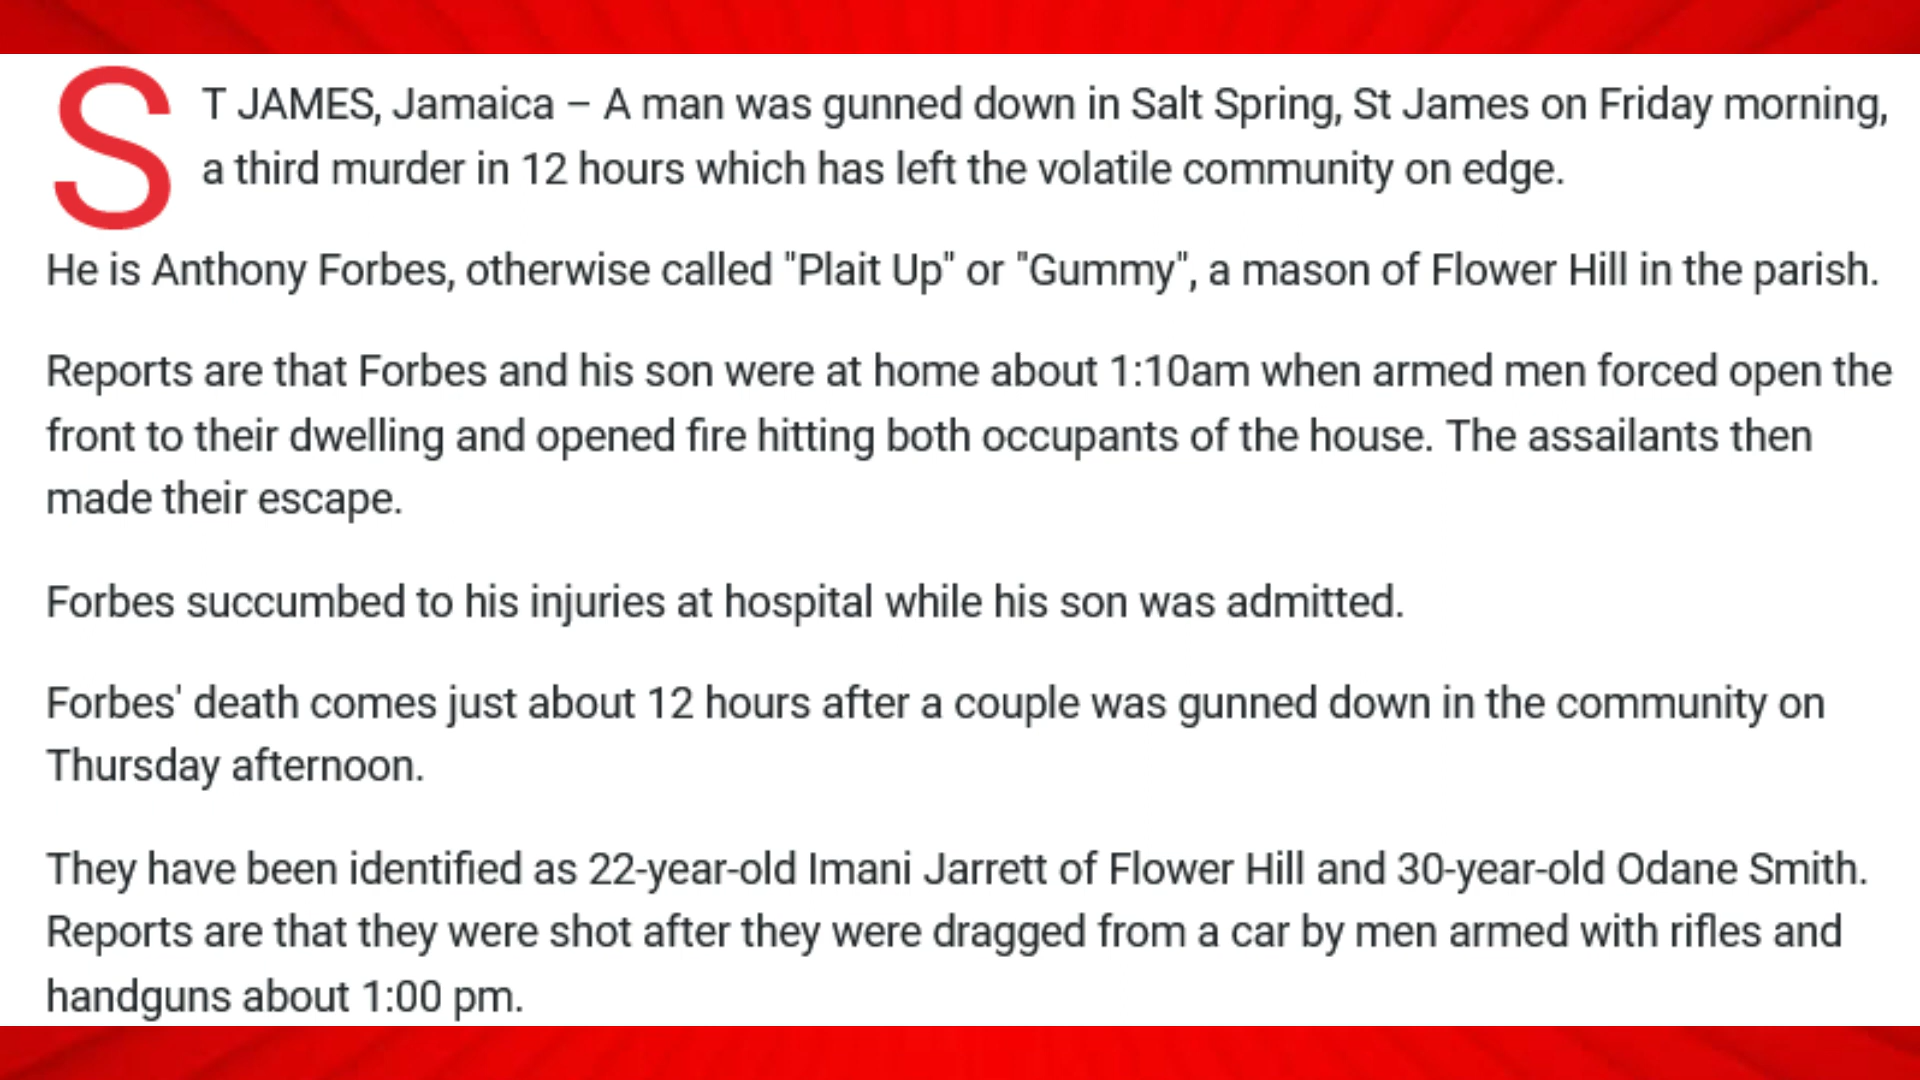 ST JAMES, Jamaica – A man was gunned down in Salt Spring, St James on Friday morning,
a third murder in 12 hours which has left the volatile community on edge.
He is Anthony Forbes, otherwise called "Plait Up" or "Gummy", a mason of Flower Hill in the parish.
Reports are that Forbes and his son were at home about 1:10am when armed men forced open the
front to their dwelling and opened fire hitting both occupants of the house. The assailants then
made their escape.
Forbes succumbed to his injuries at hospital while his son was admitted.
Forbes' death comes just about 12 hours after a couple was gunned down in the community on
Thursday afternoon.
They have been identified as 22-year-old Imani Jarrett of Flower Hill and 30-year-old Odane Smith.
Reports are that they were shot after they were dragged from a car by men armed with rifles and
handguns about 1:00 pm.